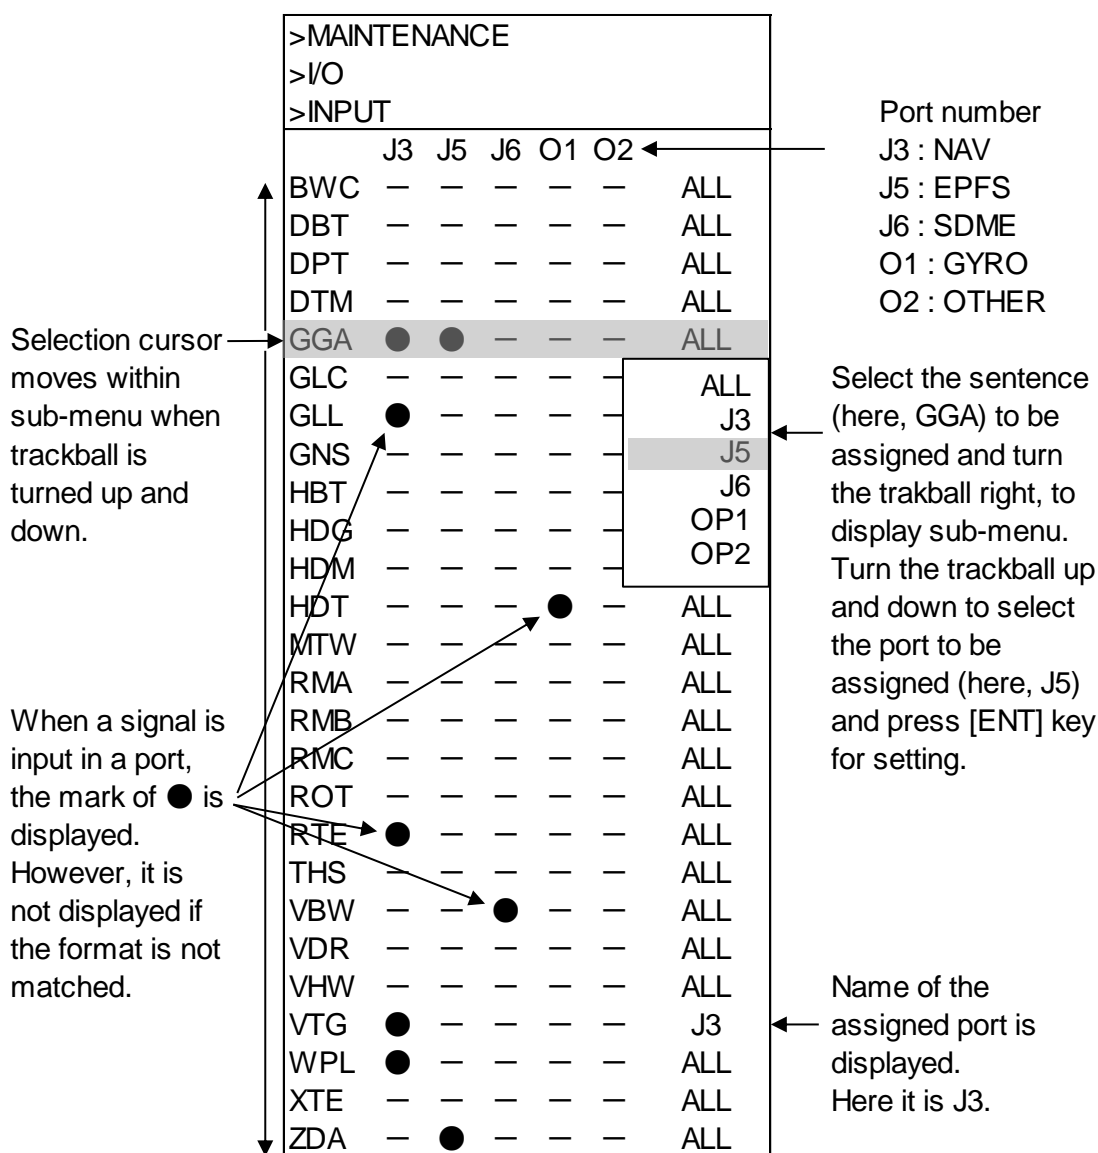 >MAINTENANCE
>I/O
>INPUT
J3 J5 J6 O1 O2
BWC – – – – – ALL
DBT – – – – – ALL
DPT – – – – – ALL
DTM – – – – – ALL
GGA ● ● – – – ALL
GLC – – – – –
GLL ● – – – –
GNS – – – – –
HBT – – – – –
HDG – – – – –
HDM – – – – –
HDT – – – ● – ALL
MTW – – – – – ALL
RMA – – – – – ALL
RMB – – – – – ALL
RMC – – – – – ALL
ROT – – – – – ALL
RTE ● – – – – ALL
THS – – – – – ALL
VBW – – ● – – ALL
VDR – – – – – ALL
VHW – – – – – ALL
VTG ● – – – – J3
WPL ● – – – – ALL
XTE – – – – – ALL
ZDA – ● – – – ALL
ALL
J3
J5
J6
OP1
OP2
Selection cursor
moves within
sub-menu when
trackball is
turned up and
down.
When a signal is
input in a port,
the mark of ● is
displayed.
However, it is
not displayed if
the format is not
matched.
Port number
J3 : NAV
J5 : EPFS
J6 : SDME
O1 : GYRO
O2 : OTHER
Select the sentence
(here, GGA) to be
assigned and turn
the trakball right, to
display sub-menu.
Turn the trackball up
and down to select
the port to be
assigned (here, J5)
and press [ENT] key
for setting.
Name of the
assigned port is
displayed.
Here it is J3.